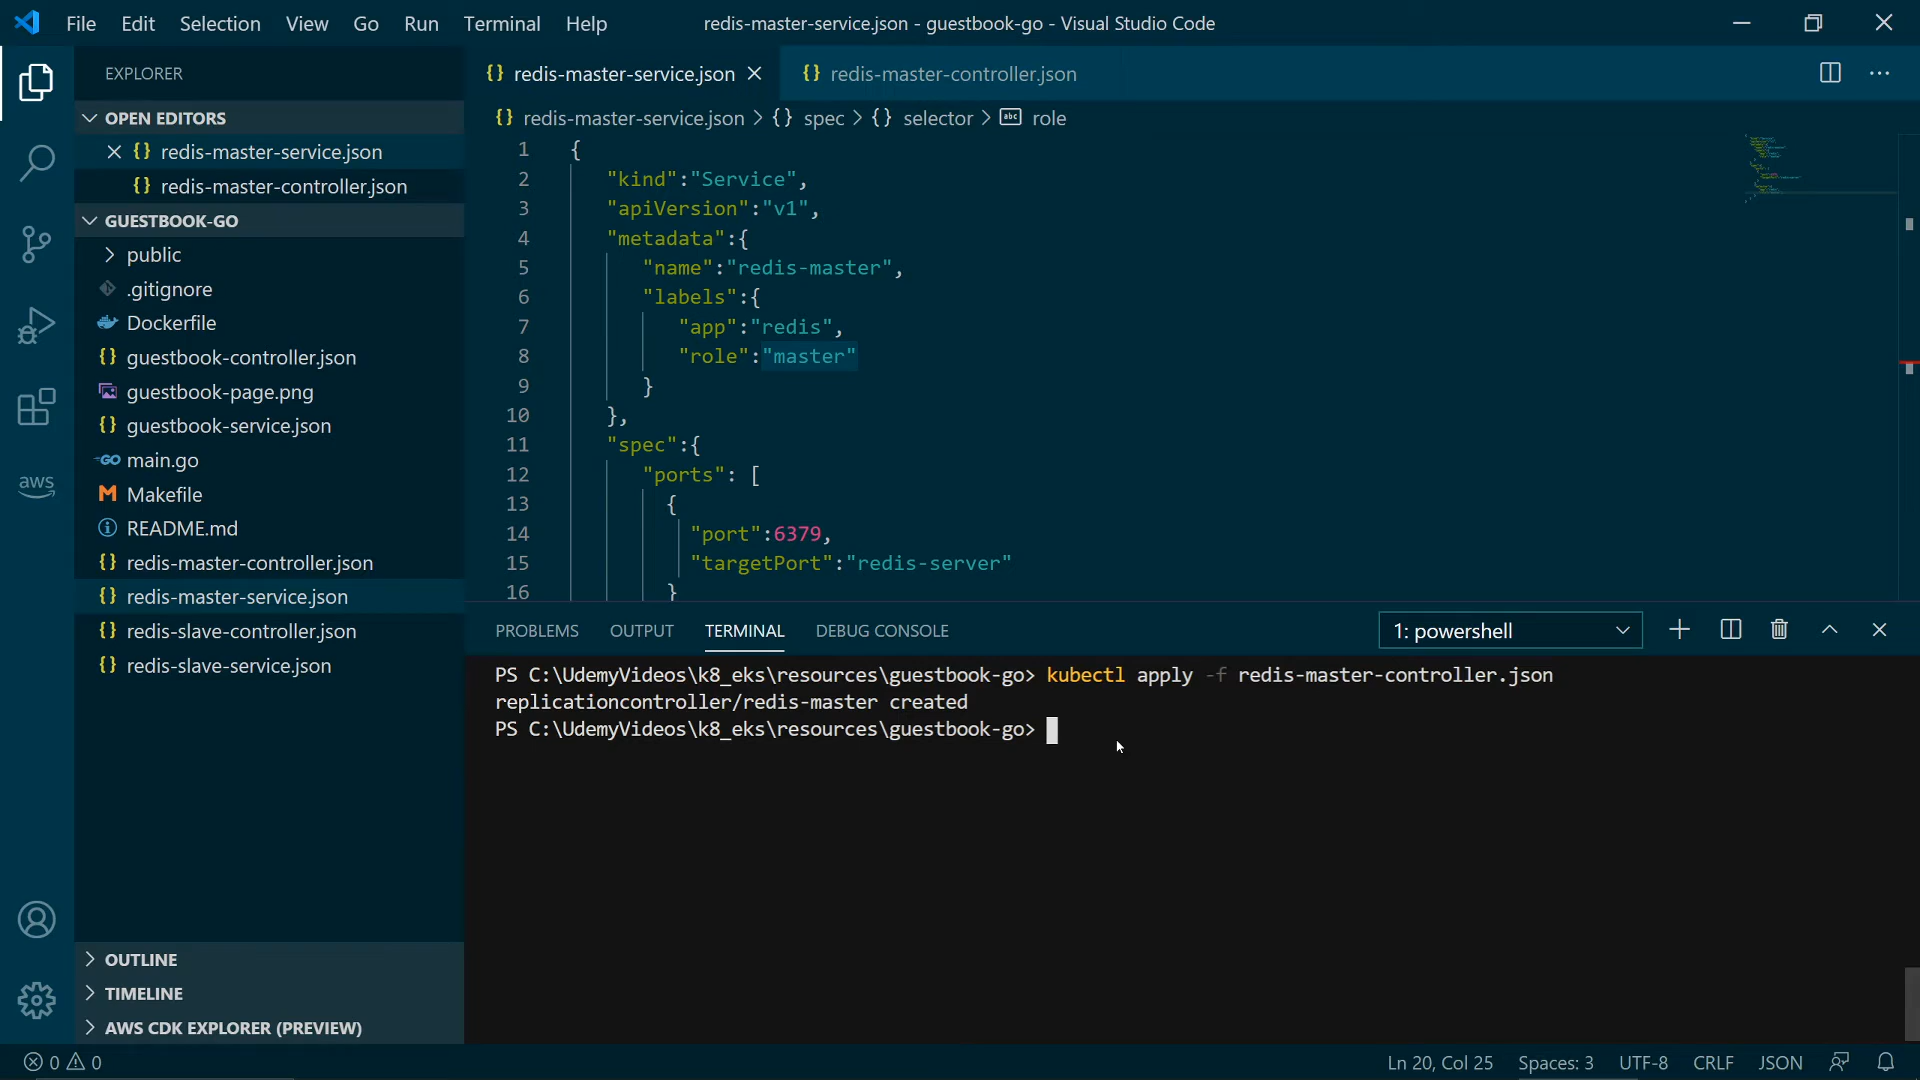 File Edit Selection View Go Run Terminal Help
redis-master-service.json - guestbook-go - Visual Studio Code
EXPLORER
OPEN EDITORS
redis-master-service.json
redis-master-controller.json
GUESTBOOK-GO
public
.gitignore
Dockerfile
guestbook-controller.json
guestbook-page.png
guestbook-service.json
main.go
Makefile
README.md
redis-master-controller.json
redis-master-service.json
redis-slave-controller.json
redis-slave-service.json
OUTLINE
TIMELINE
AWS CDK EXPLORER (PREVIEW)
aws
redis-master-service.json redis-master-controller.json
{} redis-master-service.json > {} spec > {} selector > abc role
1 {
2 "kind":"Service",
3 "apiVersion":"v1",
4 "metadata":{
5 "name":"redis-master",
6 "labels":{
7 "app":"redis",
8 "role":"master"
9 }
10 },
11 "spec":{
12 "ports": [
13 {
14 "port":6379,
15 "targetPort":"redis-server"
16 }
PROBLEMS OUTPUT TERMINAL DEBUG CONSOLE 1: powershell
PS C:\UdemyVideos\k8_eks\resources\guestbook-go> kubectl apply -f redis-master-controller.json
replicationcontroller/redis-master created
PS C:\UdemyVideos\k8_eks\resources\guestbook-go>
0 0 Ln 20, Col 25 Spaces: 3 UTF-8 CRLF JSON